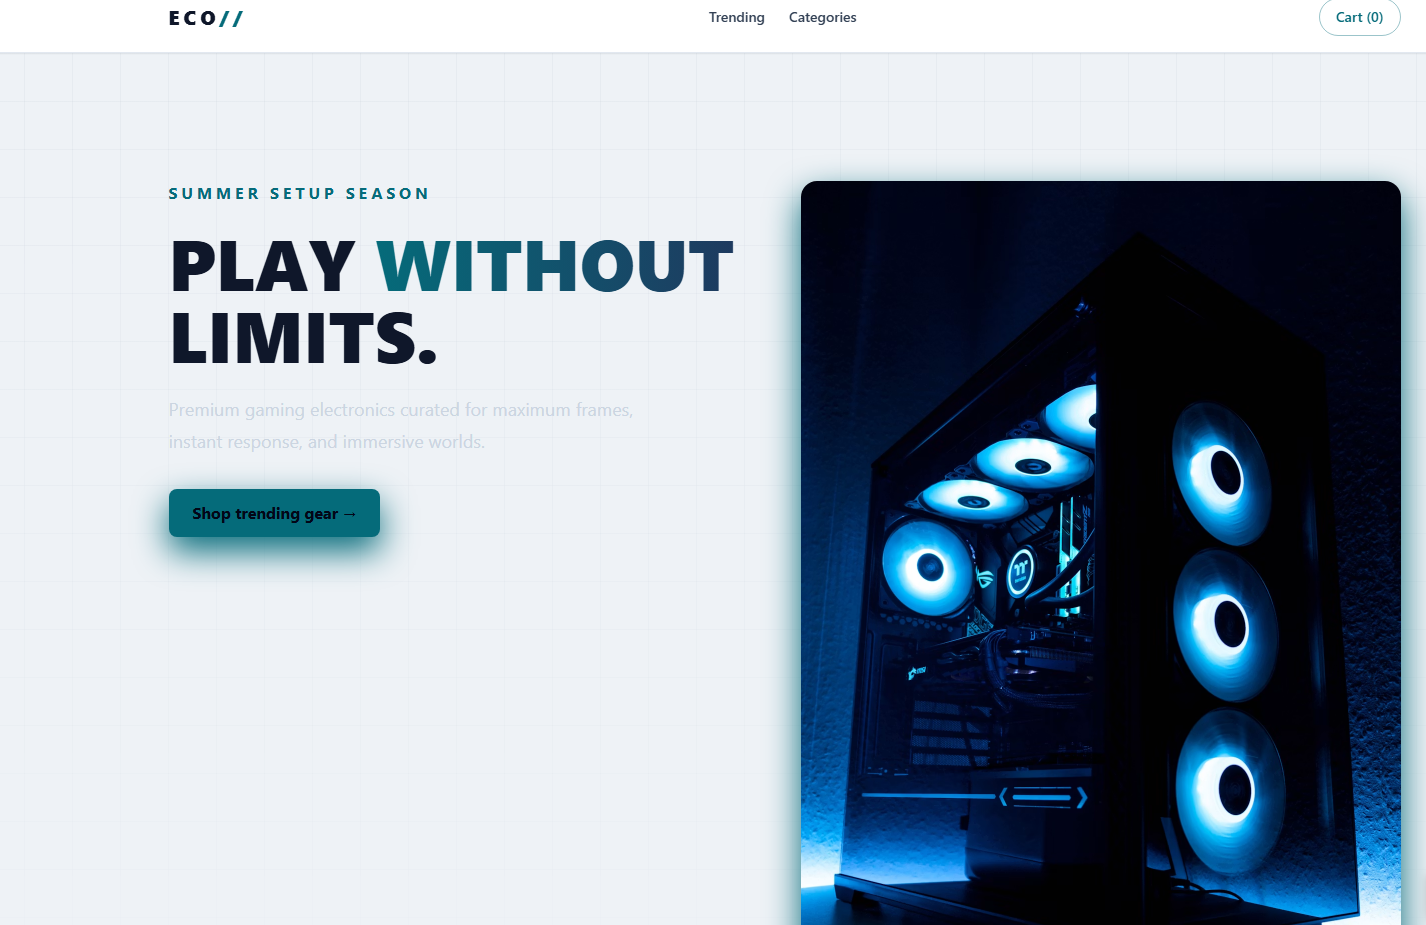 ECO//
Trending
Categories
Cart (0)
SUMMER SETUP SEASON
PLAY WITHOUT
LIMITS.
Premium gaming electronics curated for maximum frames,
instant response, and immersive worlds.
Shop trending gear →